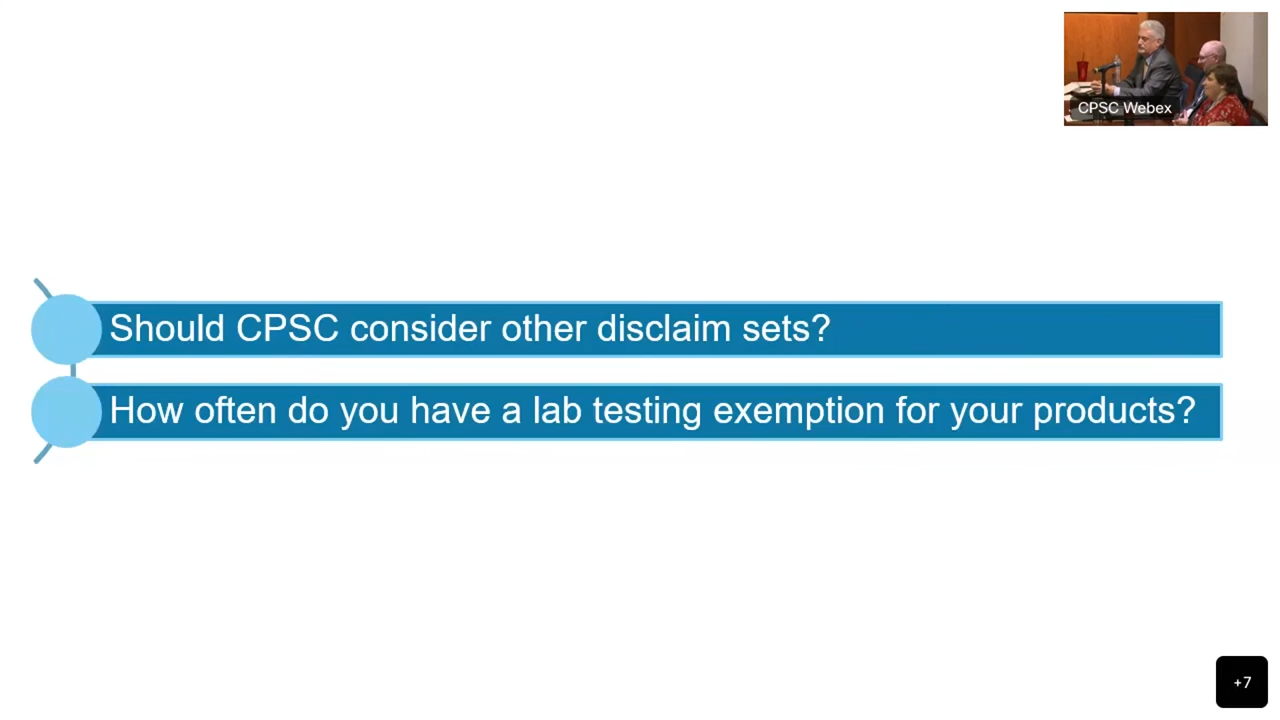 CPSC Webex
Should CPSC consider other disclaim sets?
How often do you have a lab testing exemption for your products?
+7